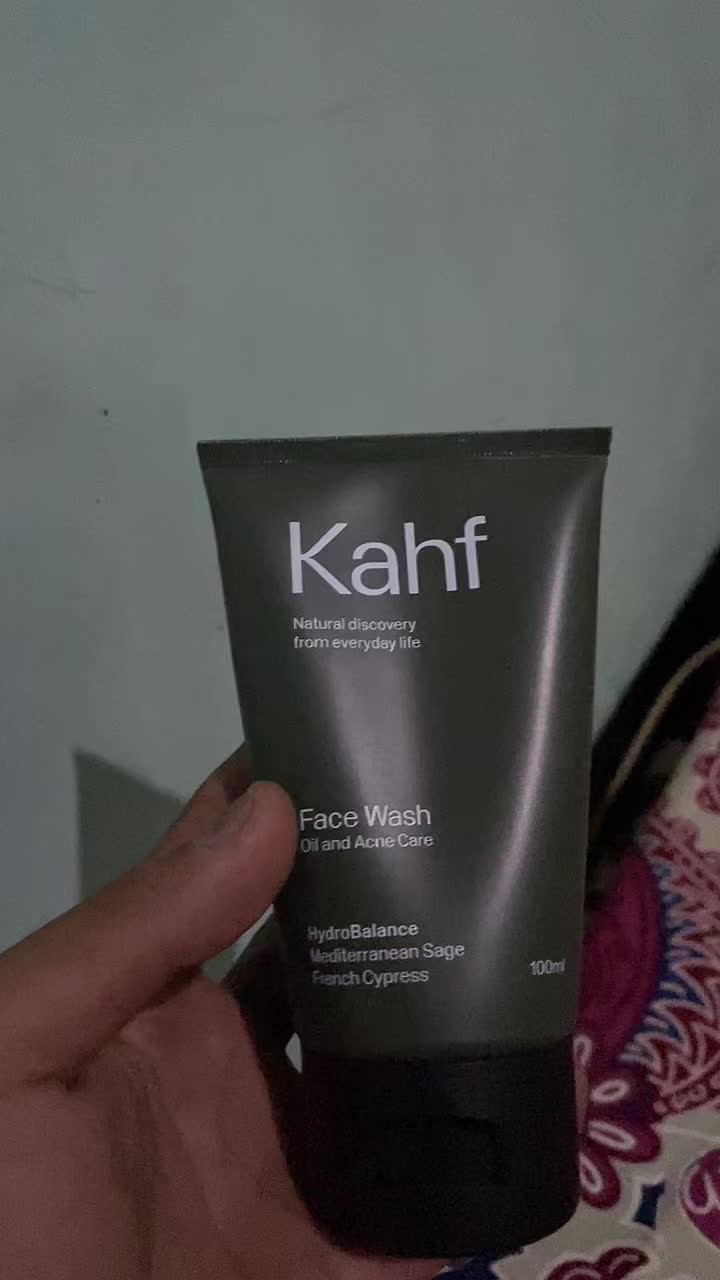 Kahf
Natural discovery
from everyday life
Face Wash
Oil and Acne Care
HydroBalance
Mediterranean Sage
French Cypress
100ml